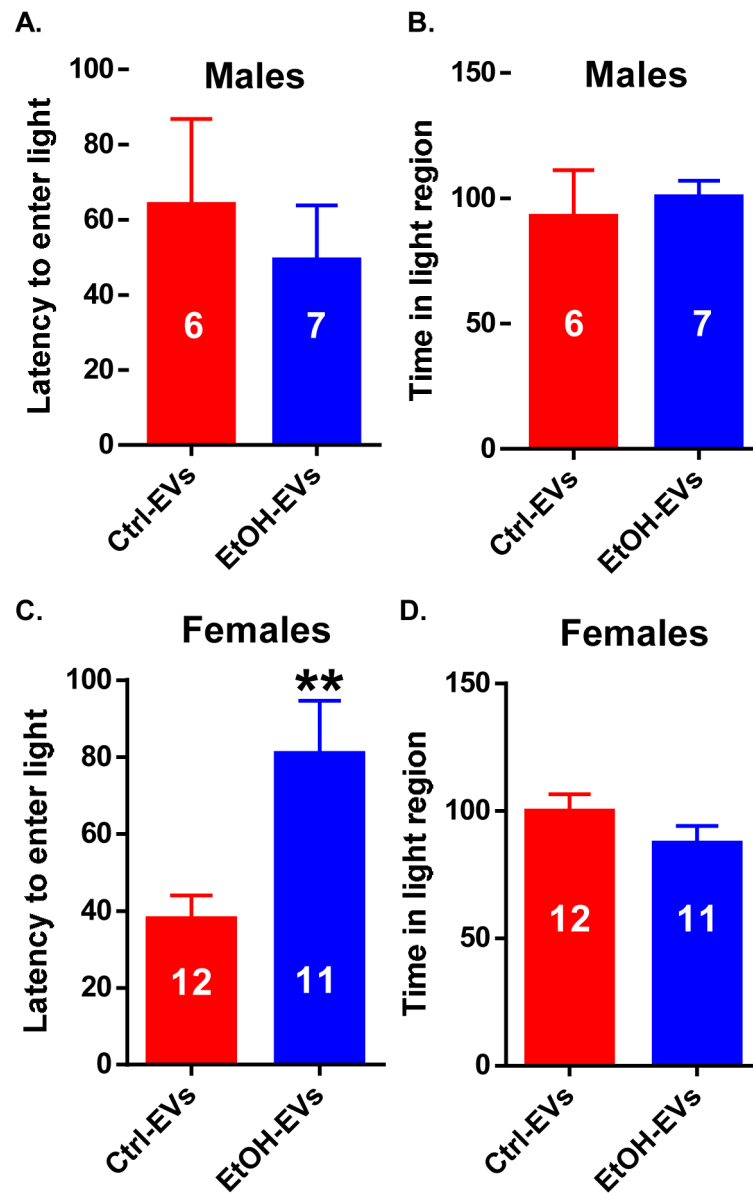 A.
Males
Latency to enter light
100
80
60
40
20
0
6
7
Ctrl-EVs
EtOH-EVs
B.
Males
Time in light region
150
100
50
0
6
7
Ctrl-EVs
EtOH-EVs
C.
Females
Latency to enter light
100
80
60
40
20
0
**
12
11
Ctrl-EVs
EtOH-EVs
D.
Females
Time in light region
150
100
50
0
12
11
Ctrl-EVs
EtOH-EVs